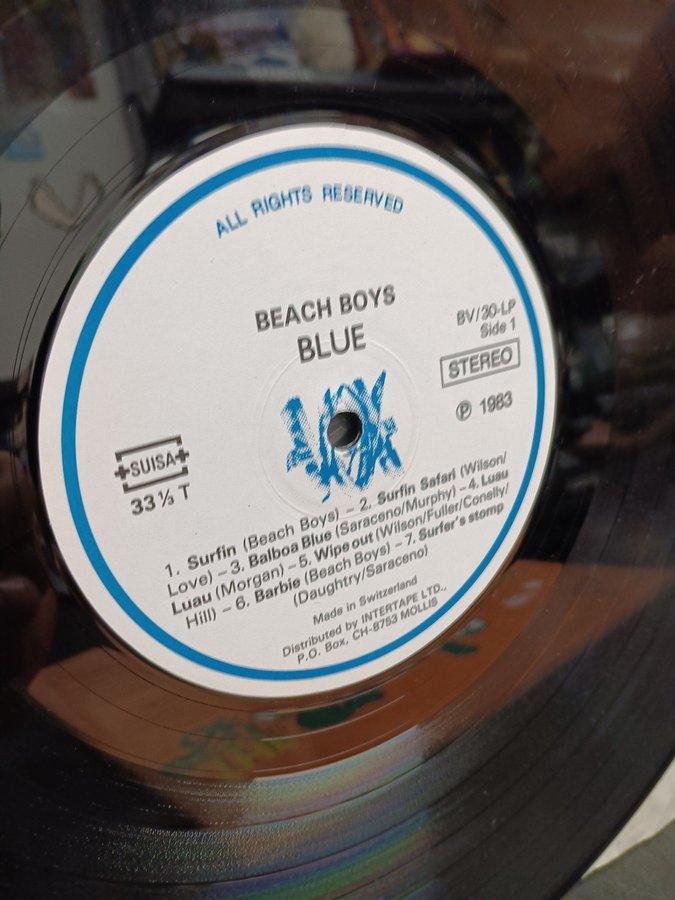 ALL RIGHTS RESERVED
BEACH BOYS
BLUE
BV/30-LP
Side 1
STEREO
Ⓟ 1983
SUISA
33⅓ T
1. Surfin (Beach Boys) – 2. Surfin Safari (Wilson/
Love) – 3. Balboa Blue (Saraceno/Murphy) – 4. Luau
Luau (Morgan) – 5. Wipe out (Wilson/Fuller/Conelly/
Hill) – 6. Barbie (Beach Boys) – 7. Surfer's stomp
(Daughtry/Saraceno)
Made in Switzerland
Distributed by INTERTAPE LTD.,
P.O. Box, CH-8753 MOLLIS